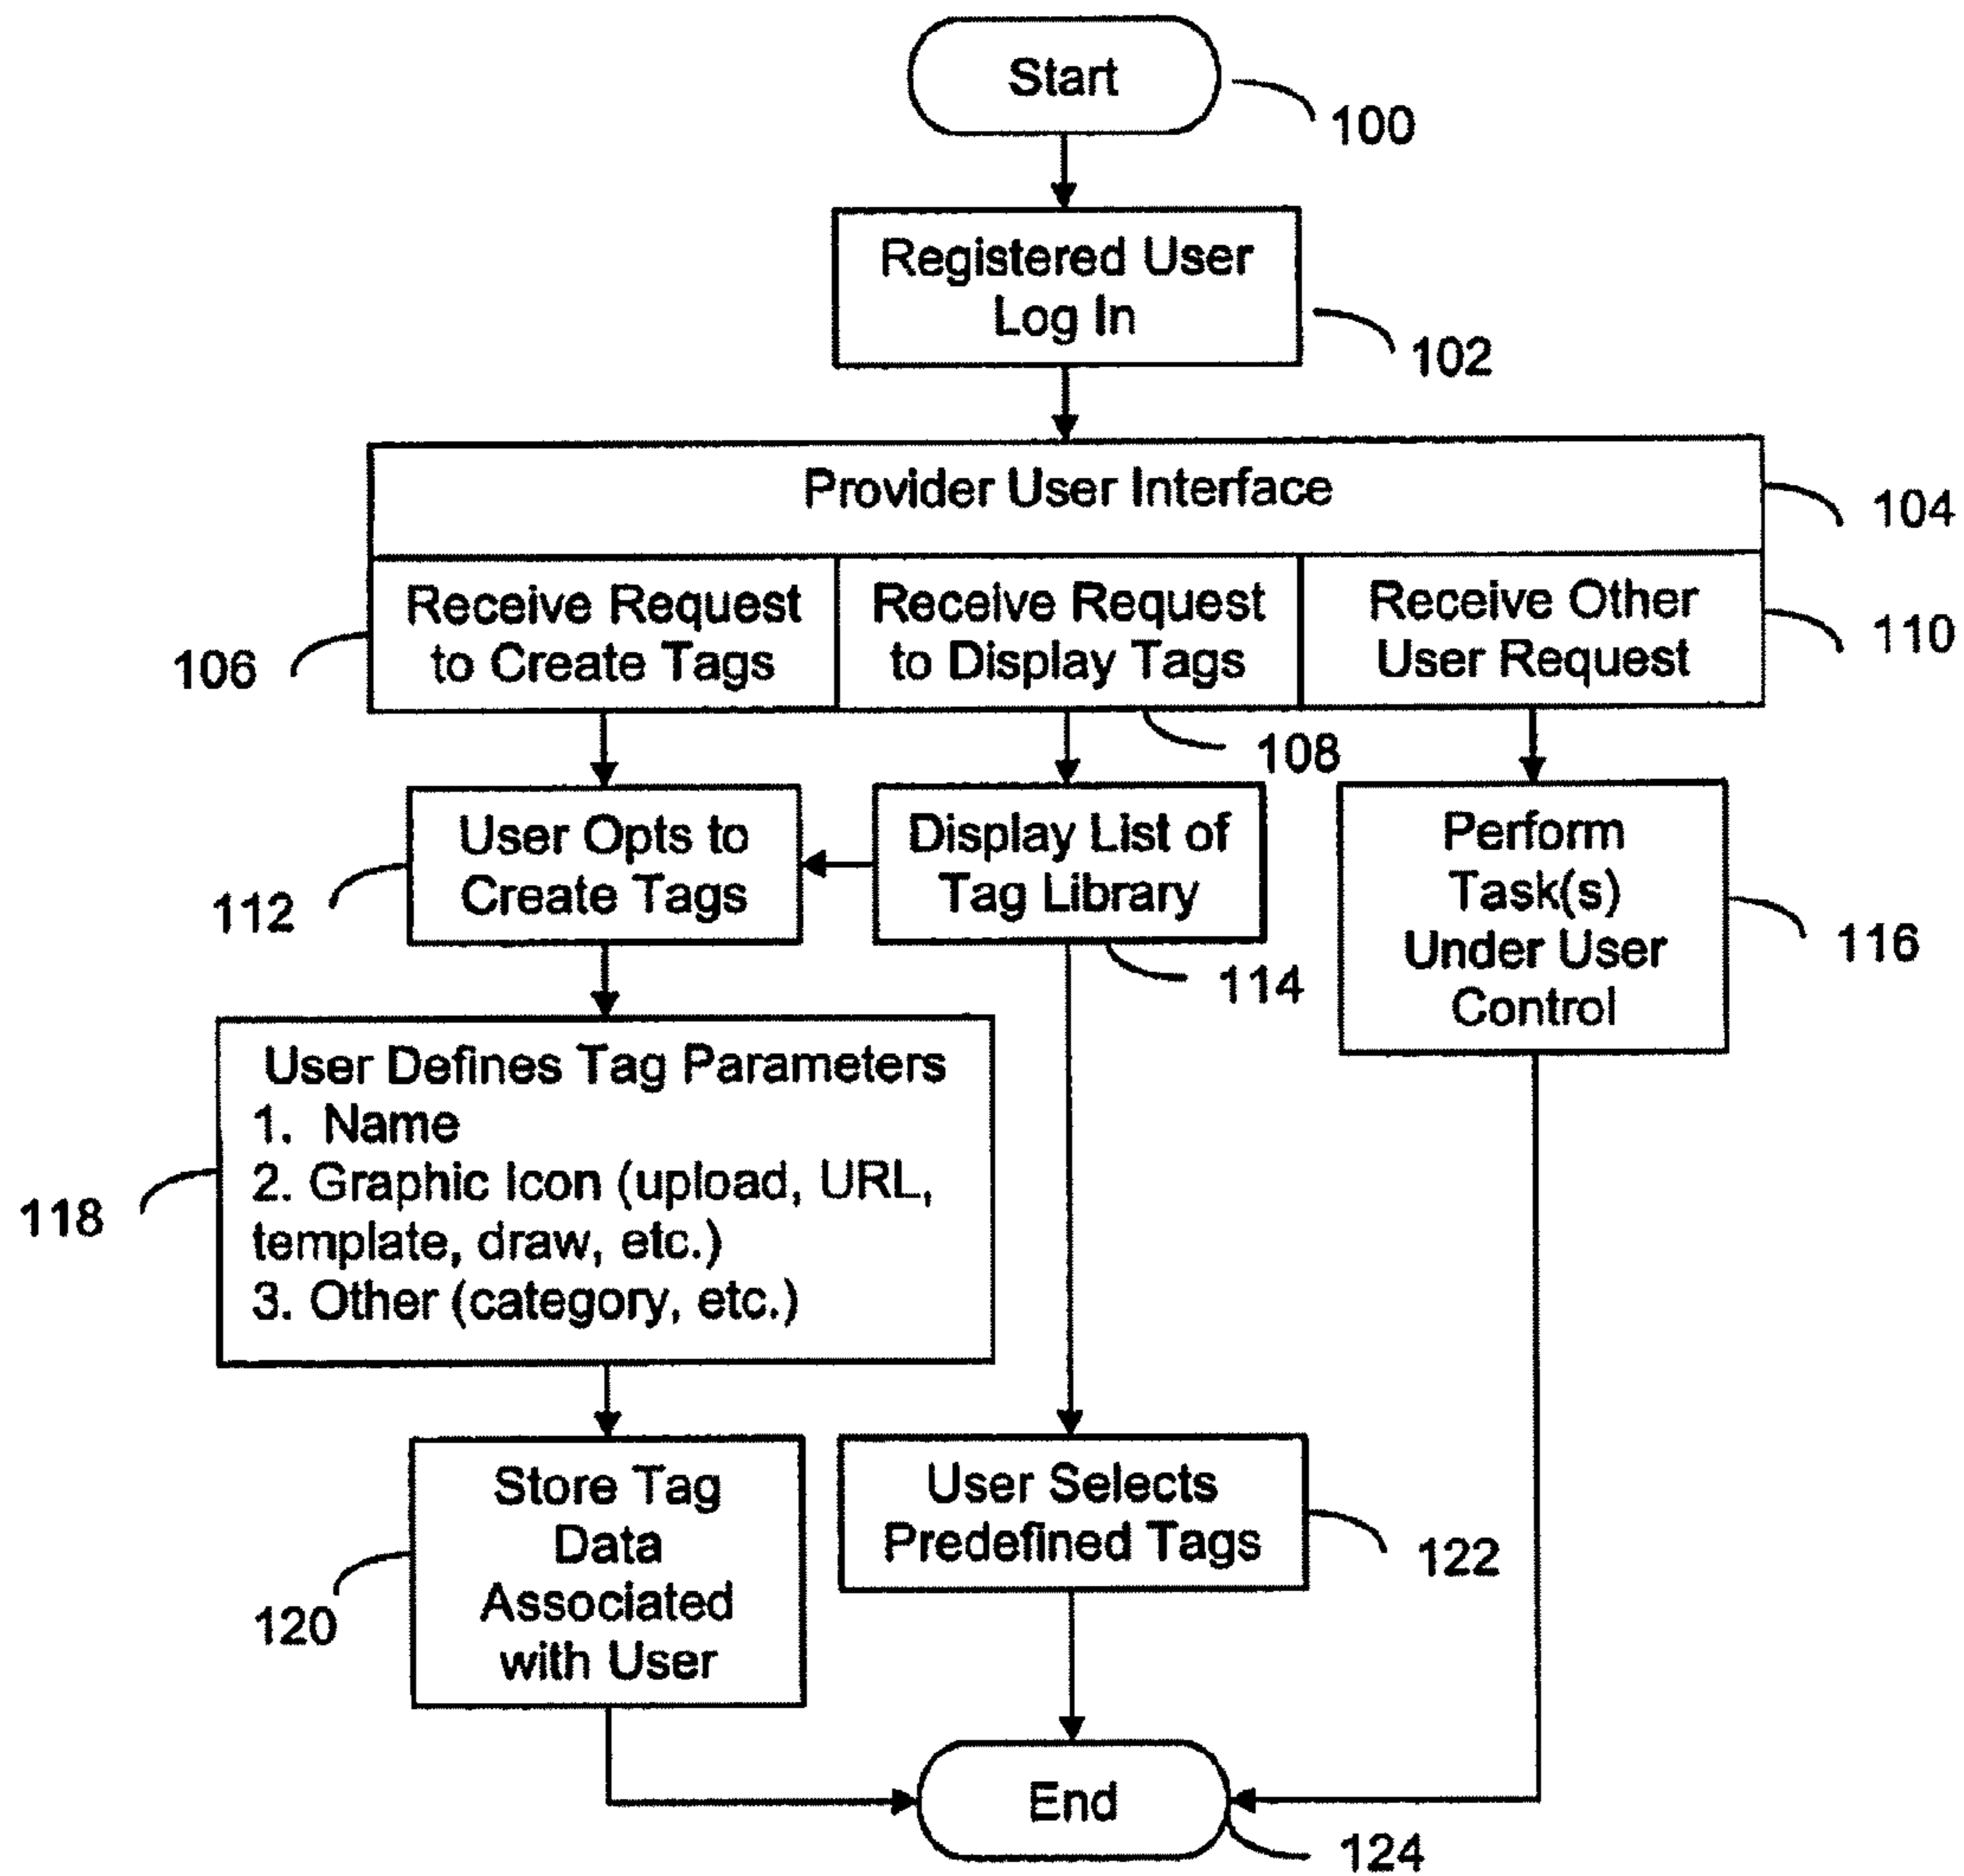 Start
100
Registered User
Log In
102
Provider User Interface
104
Receive Request
to Create Tags
106
Receive Request
to Display Tags
108
Receive Other
User Request
110
User Opts to
Create Tags
112
Display List of
Tag Library
114
Perform
Task(s)
Under User
Control
116
User Defines Tag Parameters
1. Name
2. Graphic Icon (upload, URL,
template, draw, etc.)
3. Other (category, etc.)
118
Store Tag
Data
Associated
with User
120
User Selects
Predefined Tags
122
End
124